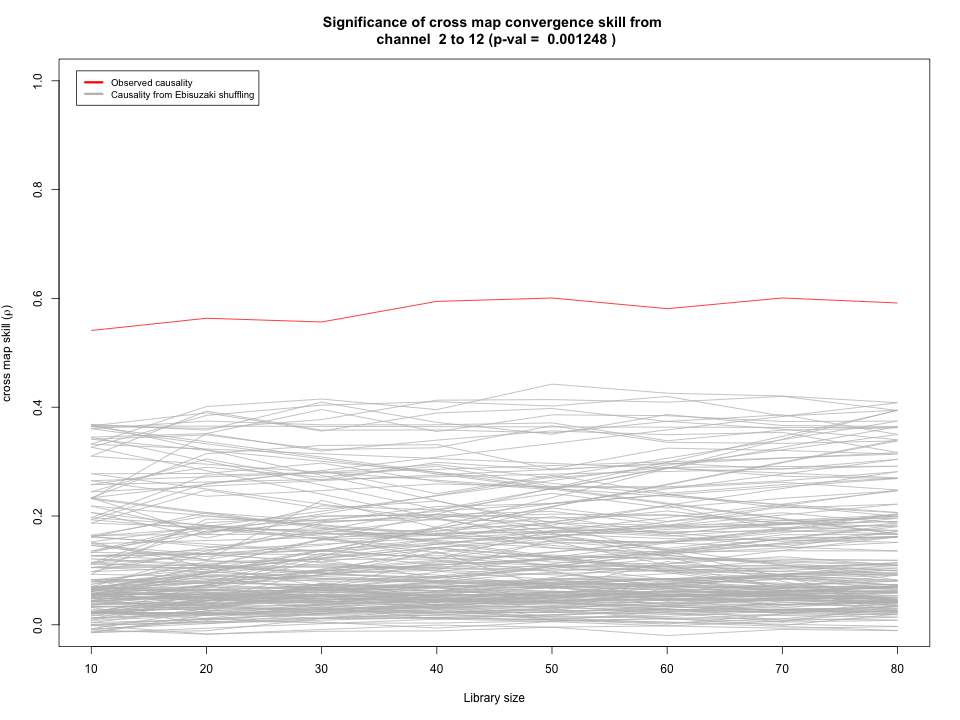 Significance of cross map convergence skill from
channel  2 to 12 (p-val =  0.001248 )
Observed causality
Causality from Ebisuzaki shuffling
cross map skill (ρ)
1.0
0.8
0.6
0.4
0.2
0.0
10 20 30 40 50 60 70 80
Library size